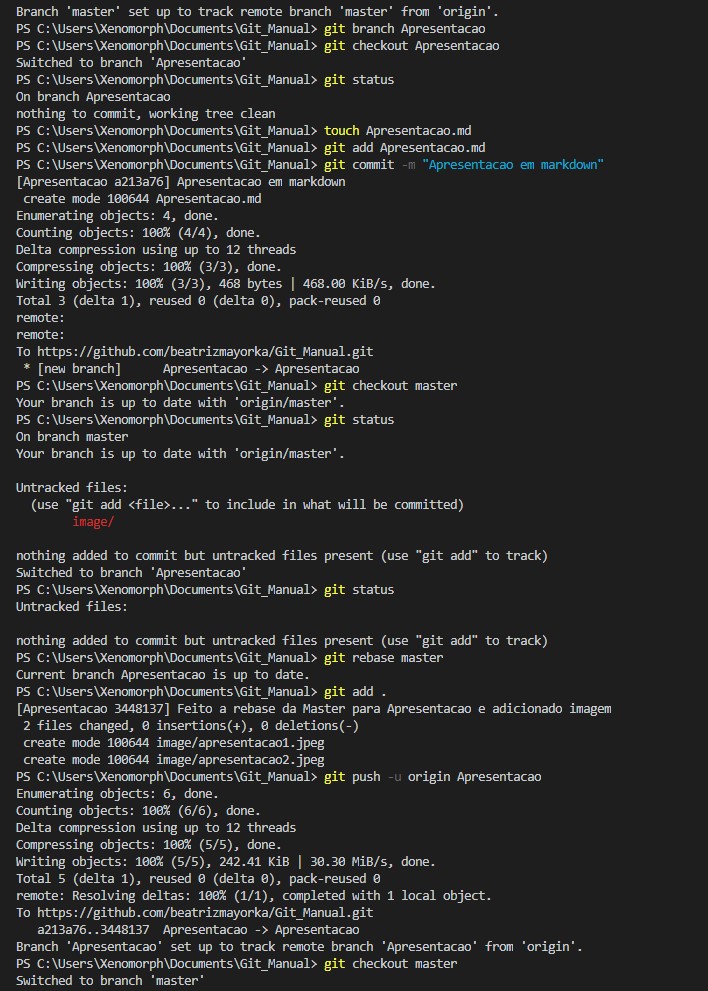 Branch 'master' set up to track remote branch 'master' from 'origin'.
PS C:\Users\Xenomorph\Documents\Git_Manual> git branch Apresentacao
PS C:\Users\Xenomorph\Documents\Git_Manual> git checkout Apresentacao
Switched to branch 'Apresentacao'
PS C:\Users\Xenomorph\Documents\Git_Manual> git status
On branch Apresentacao
nothing to commit, working tree clean
PS C:\Users\Xenomorph\Documents\Git_Manual> touch Apresentacao.md
PS C:\Users\Xenomorph\Documents\Git_Manual> git add Apresentacao.md
PS C:\Users\Xenomorph\Documents\Git_Manual> git commit -m "Apresentacao em markdown"
[Apresentacao a213a76] Apresentacao em markdown
 create mode 100644 Apresentacao.md
Enumerating objects: 4, done.
Counting objects: 100% (4/4), done.
Delta compression using up to 12 threads
Compressing objects: 100% (3/3), done.
Writing objects: 100% (3/3), 468 bytes | 468.00 KiB/s, done.
Total 3 (delta 1), reused 0 (delta 0), pack-reused 0
remote:
remote:
To https://github.com/beatrizmayorka/Git_Manual.git
 * [new branch]      Apresentacao -> Apresentacao
PS C:\Users\Xenomorph\Documents\Git_Manual> git checkout master
Your branch is up to date with 'origin/master'.
PS C:\Users\Xenomorph\Documents\Git_Manual> git status
On branch master
Your branch is up to date with 'origin/master'.

Untracked files:
  (use "git add <file>..." to include in what will be committed)
        image/

nothing added to commit but untracked files present (use "git add" to track)
Switched to branch 'Apresentacao'
PS C:\Users\Xenomorph\Documents\Git_Manual> git status
Untracked files:

nothing added to commit but untracked files present (use "git add" to track)
PS C:\Users\Xenomorph\Documents\Git_Manual> git rebase master
Current branch Apresentacao is up to date.
PS C:\Users\Xenomorph\Documents\Git_Manual> git add .
[Apresentacao 3448137] Feito a rebase da Master para Apresentacao e adicionado imagem
 2 files changed, 0 insertions(+), 0 deletions(-)
 create mode 100644 image/apresentacao1.jpeg
 create mode 100644 image/apresentacao2.jpeg
PS C:\Users\Xenomorph\Documents\Git_Manual> git push -u origin Apresentacao
Enumerating objects: 6, done.
Counting objects: 100% (6/6), done.
Delta compression using up to 12 threads
Compressing objects: 100% (5/5), done.
Writing objects: 100% (5/5), 242.41 KiB | 30.30 MiB/s, done.
Total 5 (delta 1), reused 0 (delta 0), pack-reused 0
remote: Resolving deltas: 100% (1/1), completed with 1 local object.
To https://github.com/beatrizmayorka/Git_Manual.git
   a213a76..3448137  Apresentacao -> Apresentacao
Branch 'Apresentacao' set up to track remote branch 'Apresentacao' from 'origin'.
PS C:\Users\Xenomorph\Documents\Git_Manual> git checkout master
Switched to branch 'master'